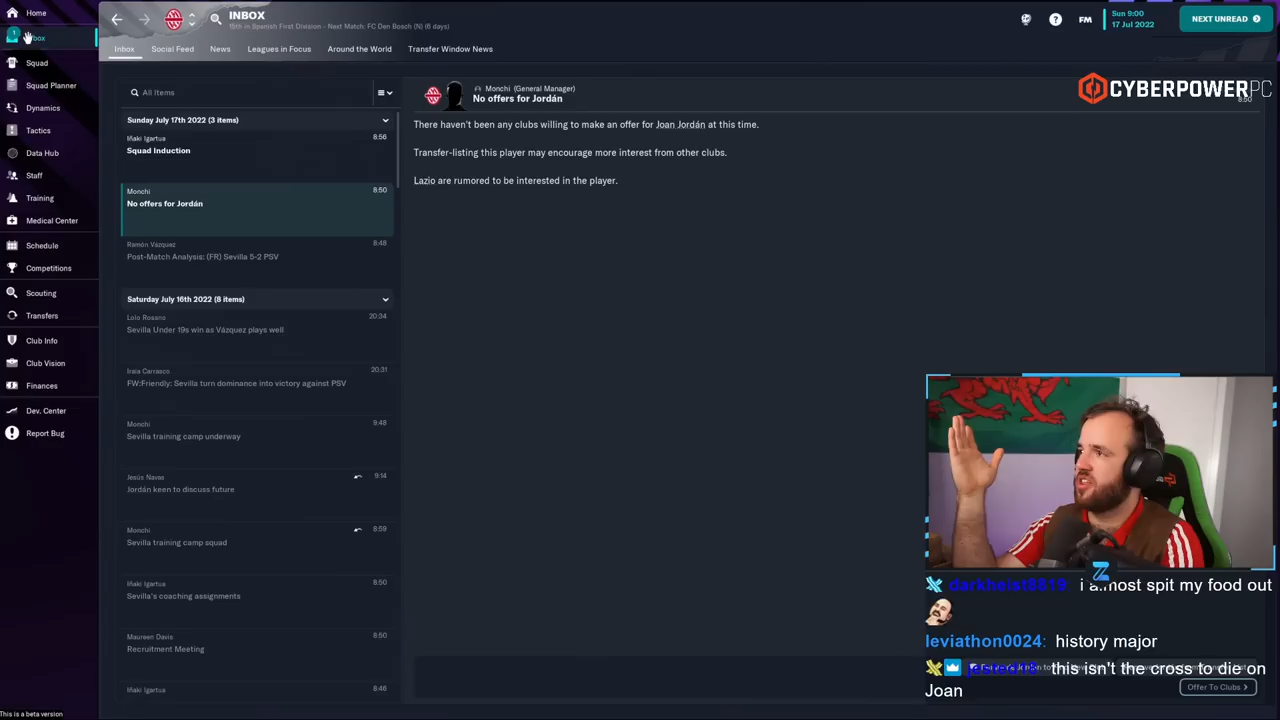 Home
INBOX
15th in Spanish First Division - Next Match: FC Den Bosch (N) (6 days)
FM
Sun 9:00
17 Jul 2022
NEXT UNREAD
1
Inbox
Squad
Squad Planner
Dynamics
Tactics
Data Hub
Staff
Training
Medical Center
Schedule
Competitions
Scouting
Transfers
Club Info
Club Vision
Finances
Dev. Center
Report Bug
This is a beta version
Inbox
Social Feed
News
Leagues in Focus
Around the World
Transfer Window News
All Items
Sunday July 17th 2022 (3 items)
Iñaki Igartua 8:56
Squad Induction
Monchi 8:50
No offers for Jordán
Ramón Vázquez 8:48
Post-Match Analysis: (FR) Sevilla 5-2 PSV
Saturday July 16th 2022 (8 items)
Lolo Rosano 20:34
Sevilla Under 19s win as Vázquez plays well
Iraia Carrasco 20:31
FW:Friendly: Sevilla turn dominance into victory against PSV
Monchi 9:48
Sevilla training camp underway
Jesús Navas 9:14
Jordán keen to discuss future
Monchi 8:59
Sevilla training camp squad
Iñaki Igartua 8:50
Sevilla's coaching assignments
Maureen Davis 8:50
Recruitment Meeting
Iñaki Igartua 8:46
Monchi (General Manager)
No offers for Jordán
CYBERPOWERPC
8:50
There haven't been any clubs willing to make an offer for Joan Jordán at this time.
Transfer-listing this player may encourage more interest from other clubs.
Lazio are rumored to be interested in the player.
darkheist8819: i almost spit my food out
leviathon0024: history major
this isn't the cross to die on
Joan
Offer To Clubs